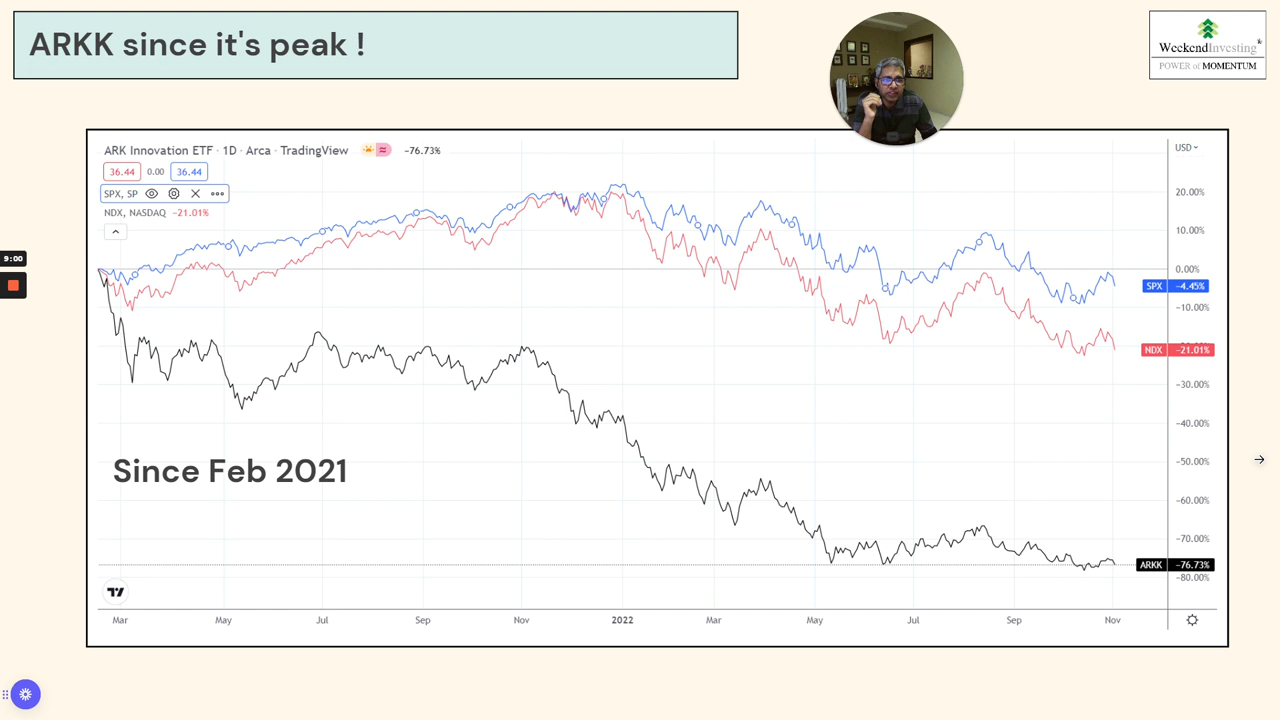 ARKK since it's peak !
WeekendInvesting
POWER of MOMENTUM
ARK Innovation ETF · 1D · Arca · TradingView
−76.73%
USD
36.44 0.00 36.44
SPX, SP
NDX, NASDAQ −21.01%
20.00%
10.00%
0.00%
SPX −4.45%
−10.00%
NDX −21.01%
−30.00%
−40.00%
−50.00%
−60.00%
−70.00%
ARKK −76.73%
−80.00%
9:00
Since Feb 2021
Mar May Jul Sep Nov 2022 Mar May Jul Sep Nov